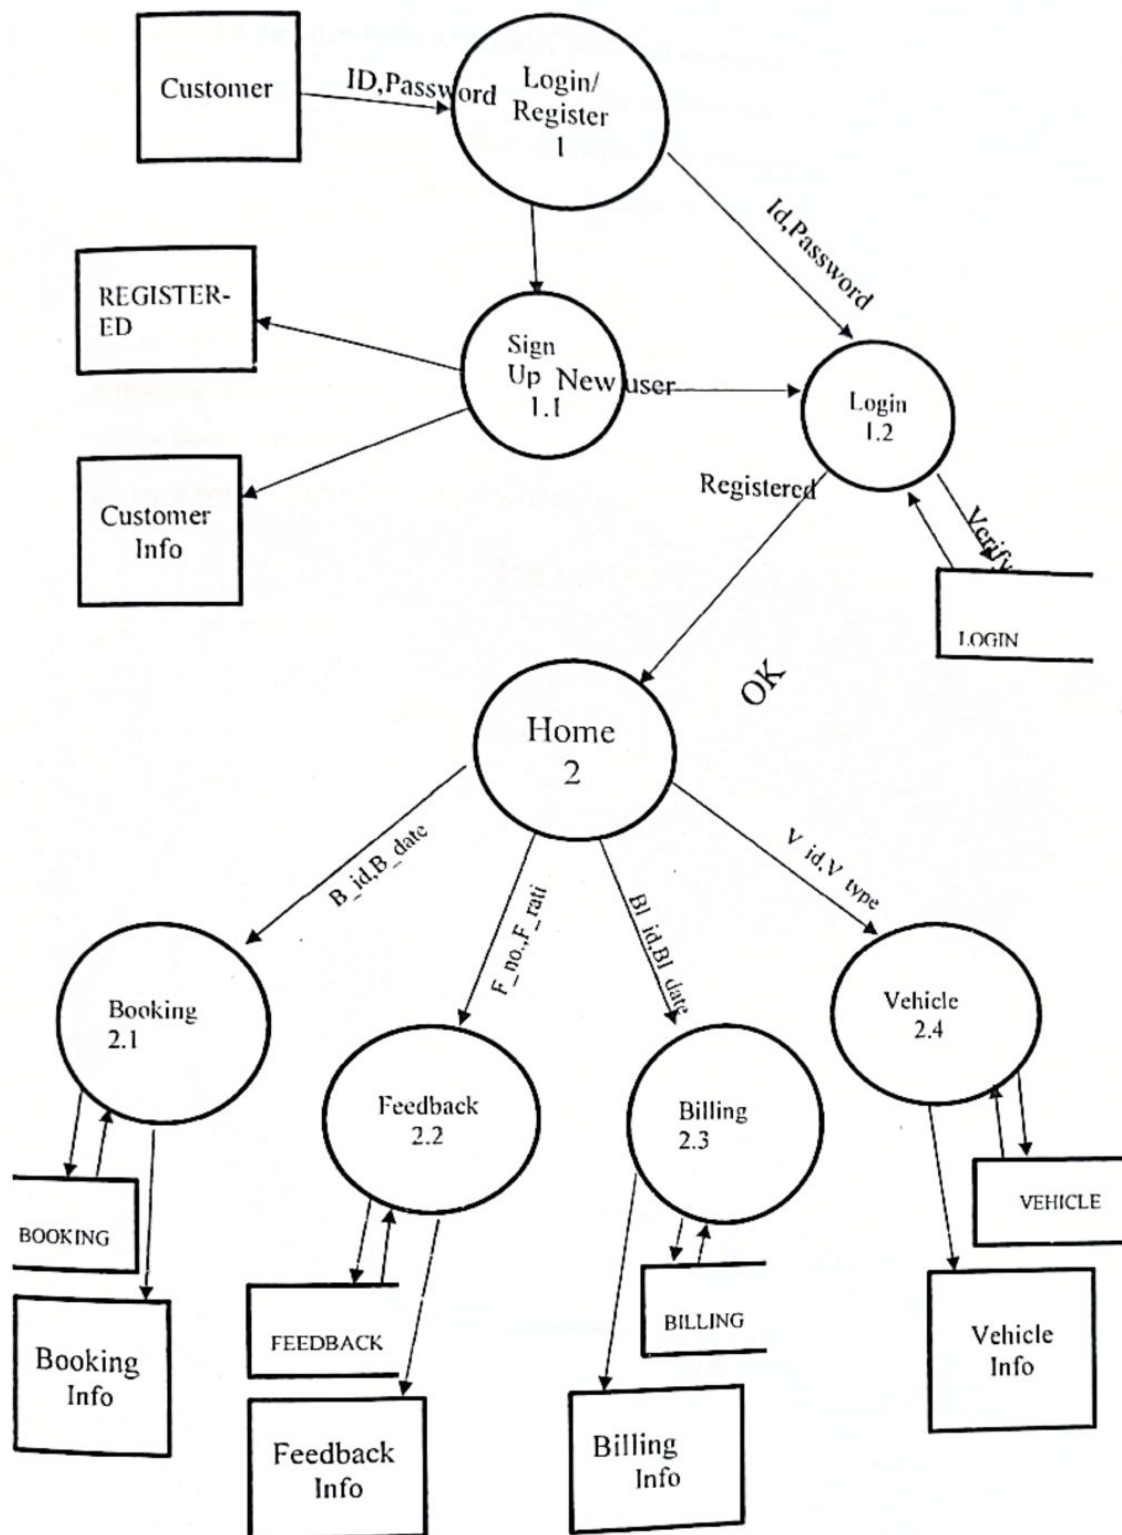 Customer
ID,Password
Login/
Register
1
Id,Password
REGISTER-
ED
Sign
Up
1.1
New user
Login
1.2
Registered
Customer
Info
Verify
LOGIN
OK
Home
2
B_id,B_date
F_no.,F_rati
Bl_id,Bl_date
V_id,V_type
Booking
2.1
Feedback
2.2
Billing
2.3
Vehicle
2.4
BOOKING
FEEDBACK
BILLING
VEHICLE
Booking
Info
Feedback
Info
Billing
Info
Vehicle
Info